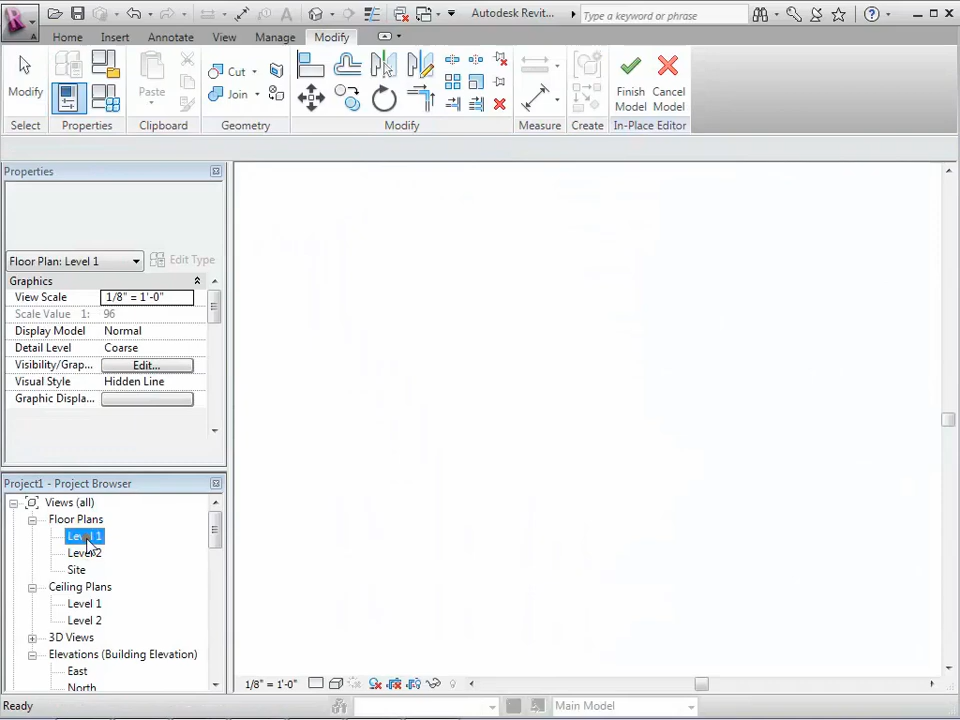 Autodesk Revit... Type a keyword or phrase
Home Insert Annotate View Manage Modify
Modify Paste Cut Join Finish Model Cancel Model
Select Properties Clipboard Geometry Modify Measure Create In-Place Editor
Properties
Floor Plan: Level 1 Edit Type
Graphics
View Scale 1/8" = 1'-0"
Scale Value 1: 96
Display Model Normal
Detail Level Coarse
Visibility/Grap... Edit...
Visual Style Hidden Line
Graphic Displa...
Project1 - Project Browser
Views (all)
Floor Plans
Level 1
Level 2
Site
Ceiling Plans
Level 1
Level 2
3D Views
Elevations (Building Elevation)
East
North
1/8" = 1'-0"
Ready Main Model